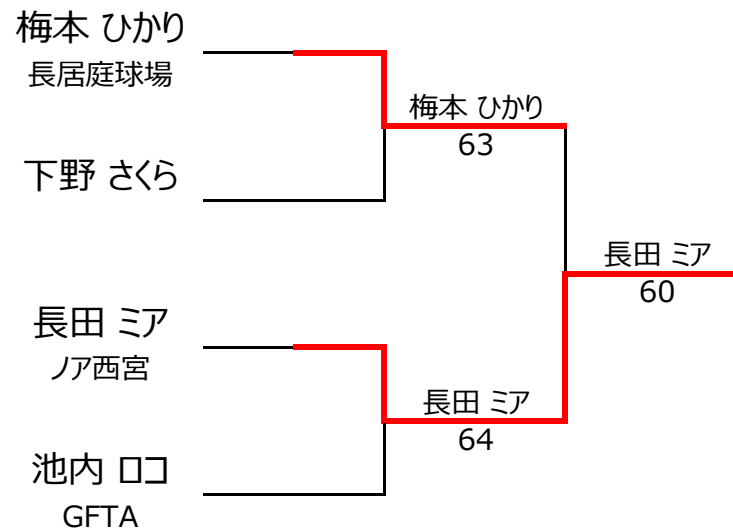 梅本 ひかり
長居庭球場
梅本 ひかり
63
下野 さくら
長田 ミア
60
長田 ミア
ノア西宮
長田 ミア
64
池内 ロコ
GFTA